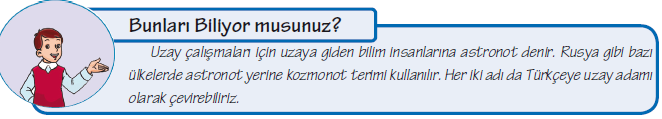 Bunları Biliyor musunuz?
Uzay çalışmaları için uzaya giden bilim insanlarına astronot denir. Rusya gibi bazı
ülkelerde astronot yerine kozmonot terimi kullanılır. Her iki adı da Türkçeye uzay adamı
olarak çevirebiliriz.